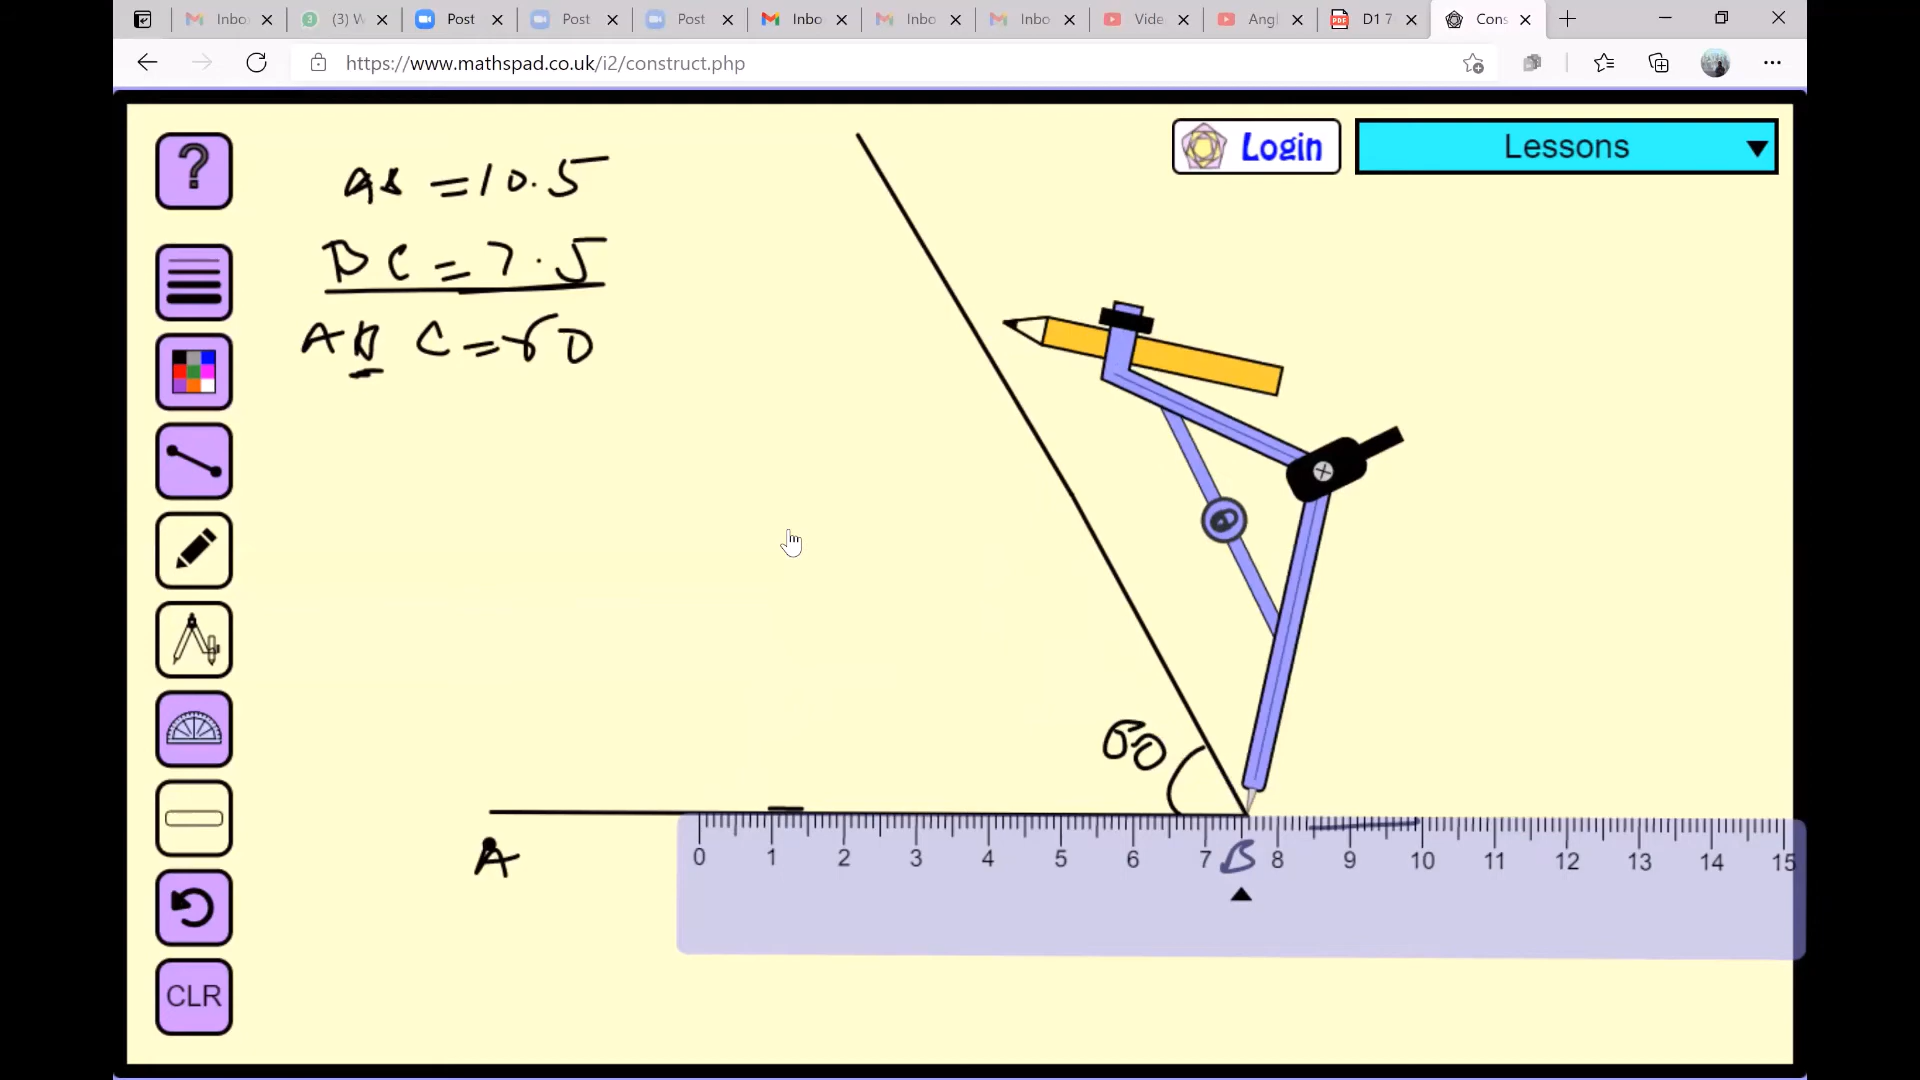 Inbo
(3) W
Post
Post
Post
Inbo
Inbo
Inbo
Vide
Angl
PDF
D1 7
Cons
https://www.mathspad.co.uk/i2/construct.php
?
Login
Lessons
AB = 10.5
BC = 7.5
ABC = 60
60
A
B
0 1 2 3 4 5 6 7 8 9 10 11 12 13 14 15
CLR